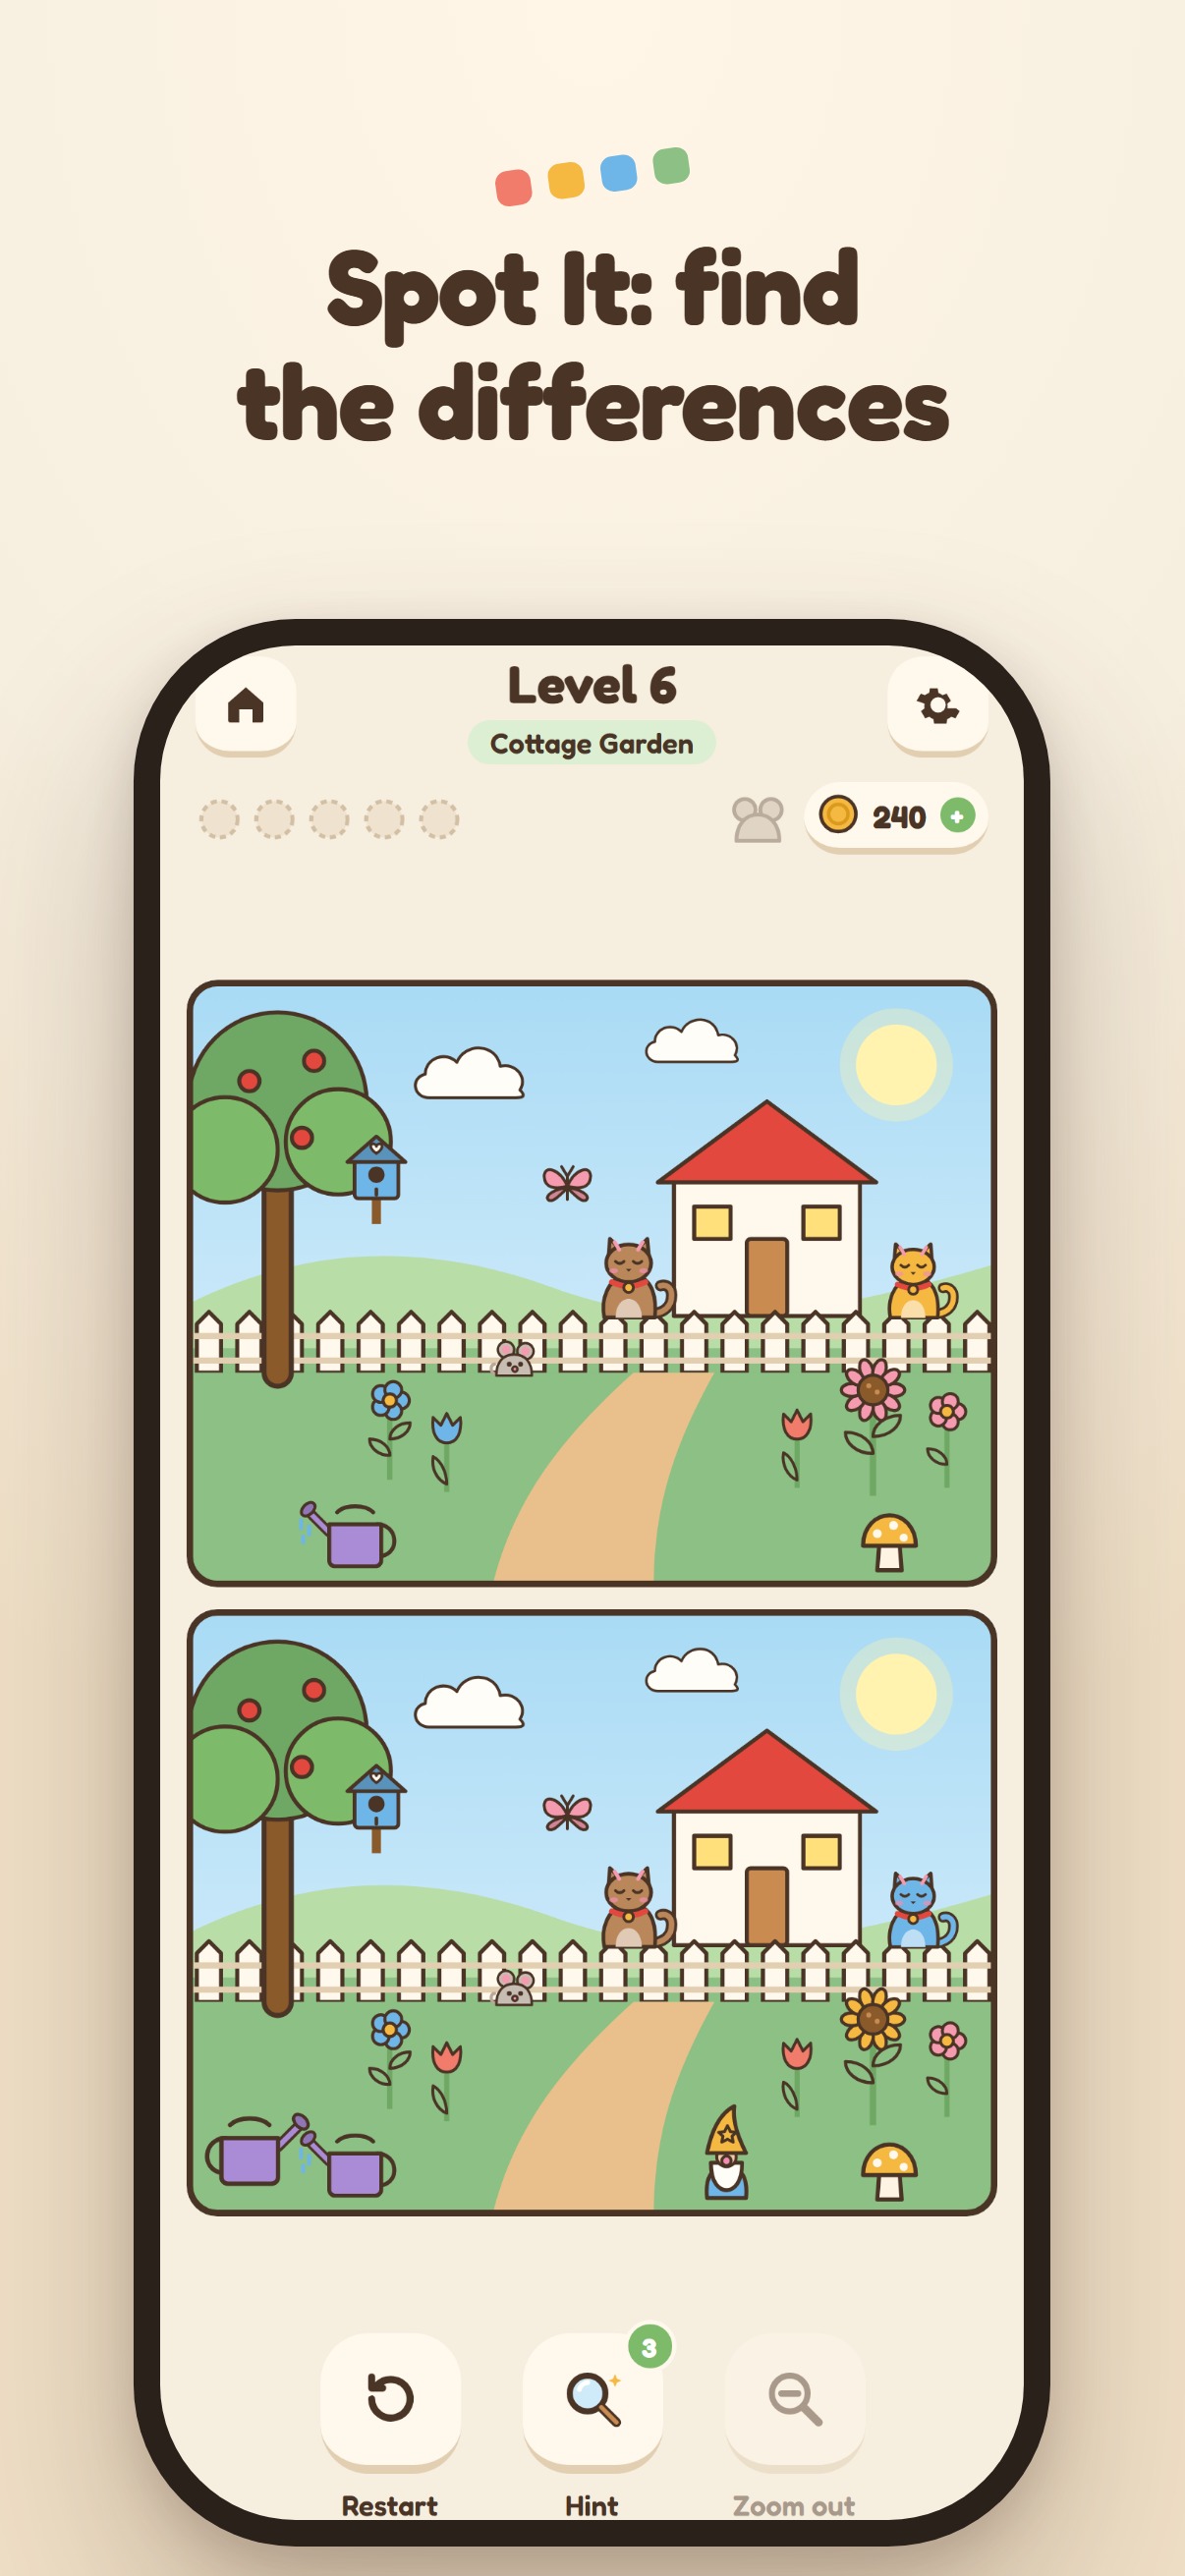 Spot It: find
the differences
Level 6
Cottage Garden
240 +
3
Restart
Hint
Zoom out